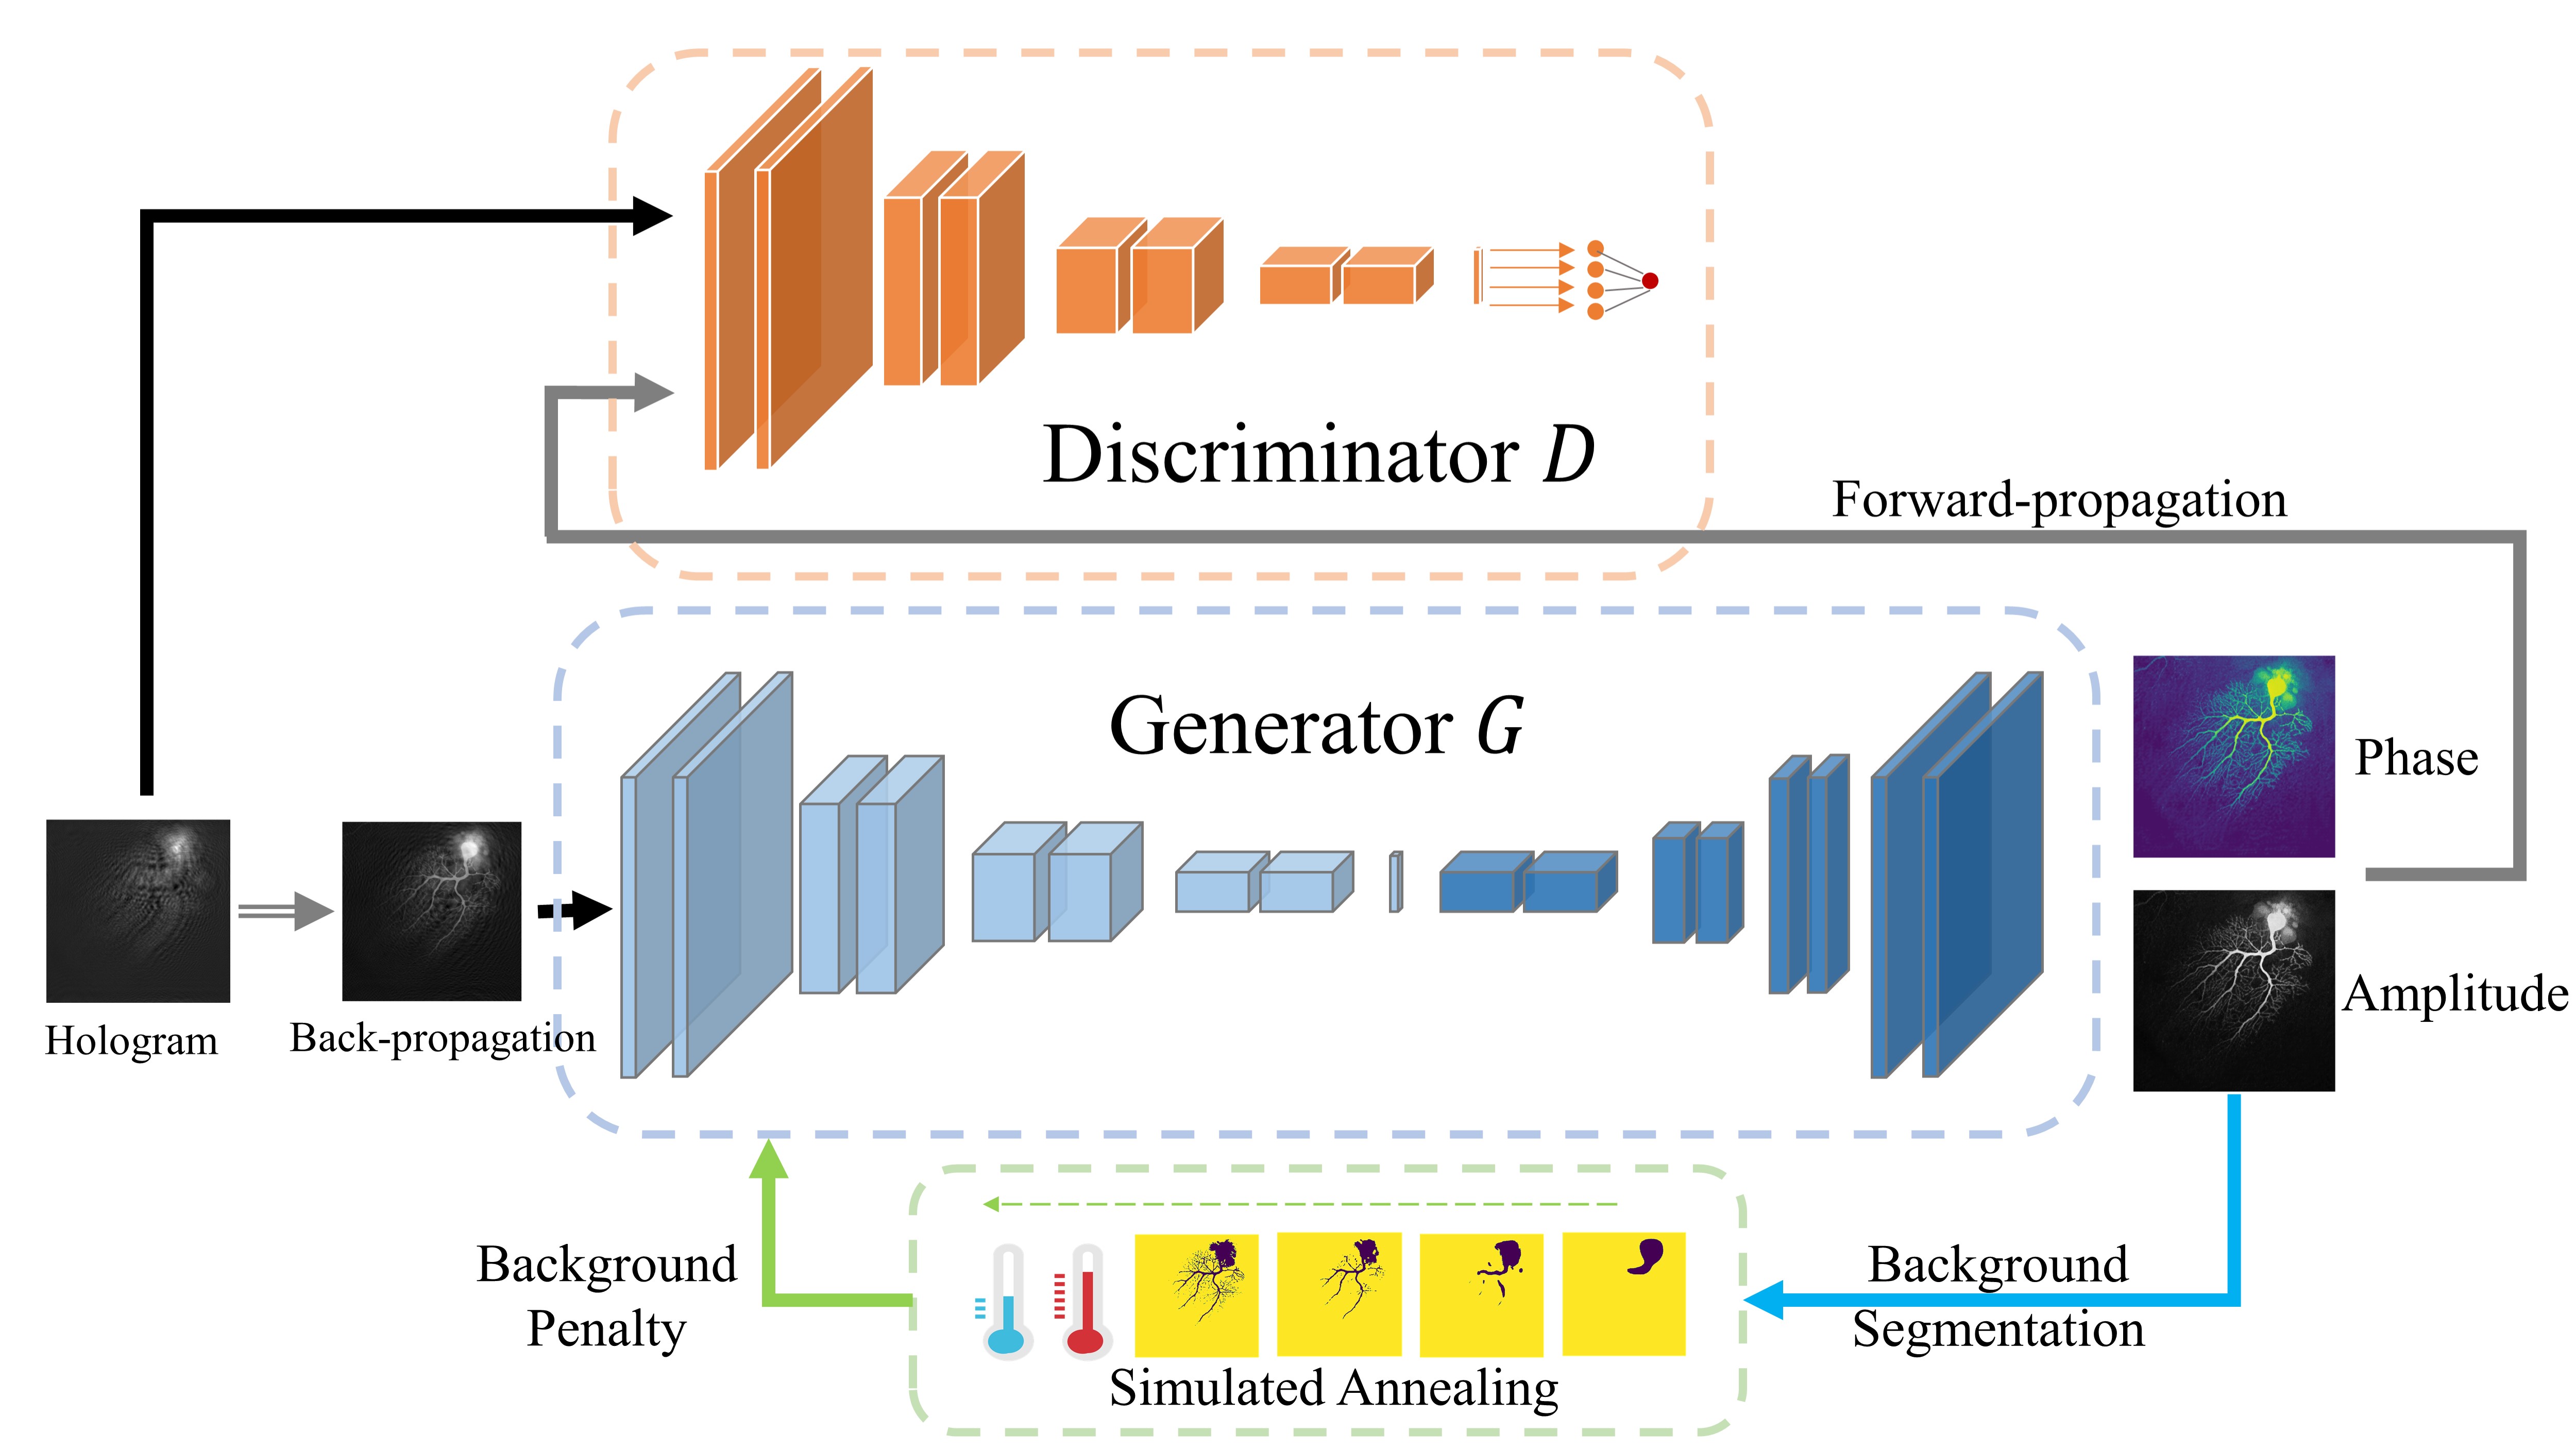 Discriminator D
Forward-propagation
Generator G
Phase
Amplitude
Hologram
Back-propagation
Background
Penalty
Simulated Annealing
Background
Segmentation